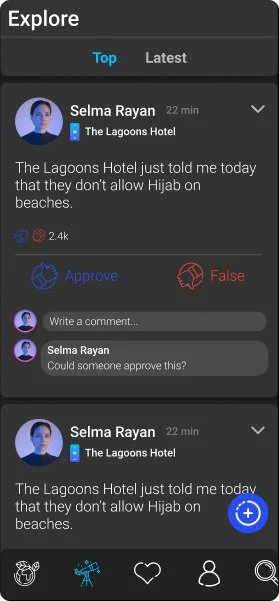 Explore
Top Latest
Selma Rayan 22 min
The Lagoons Hotel
The Lagoons Hotel just told me today
that they don't allow Hijab on
beaches.
2.4k
Approve False
Write a comment...
Selma Rayan
Could someone approve this?
Selma Rayan 22 min
The Lagoons Hotel
The Lagoons Hotel just told me today
that they don't allow Hijab on
beaches.